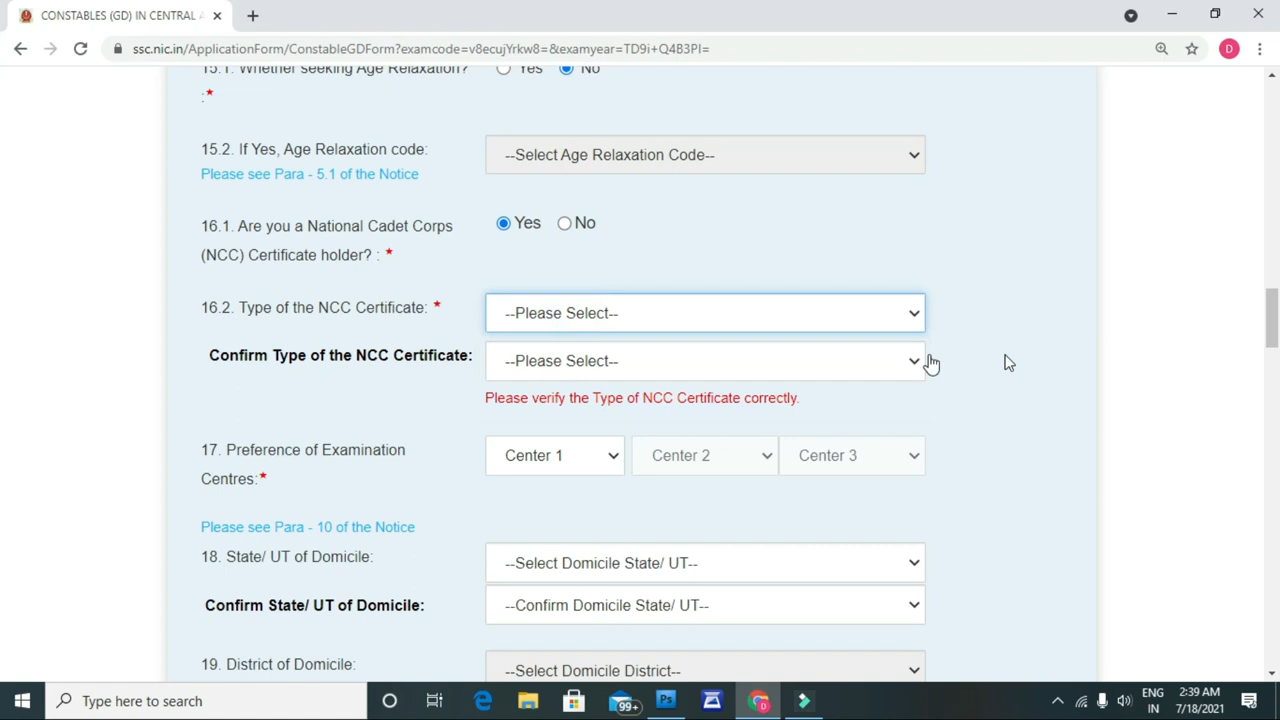 CONSTABLES (GD) IN CENTRAL A
ssc.nic.in/ApplicationForm/ConstableGDForm?examcode=v8ecujYrkw8=&examyear=TD9i+Q4B3PI=
D
15.1. Whether seeking Age Relaxation? Yes No
:*
15.2. If Yes, Age Relaxation code: --Select Age Relaxation Code--
Please see Para - 5.1 of the Notice
16.1. Are you a National Cadet Corps Yes No
(NCC) Certificate holder? : *
16.2. Type of the NCC Certificate: * --Please Select--
Confirm Type of the NCC Certificate: --Please Select--
Please verify the Type of NCC Certificate correctly.
17. Preference of Examination Center 1 Center 2 Center 3
Centres:*
Please see Para - 10 of the Notice
18. State/ UT of Domicile: --Select Domicile State/ UT--
Confirm State/ UT of Domicile: --Confirm Domicile State/ UT--
19. District of Domicile: --Select Domicile District--
Type here to search 99+ Ps D ENG 2:39 AM
IN 7/18/2021